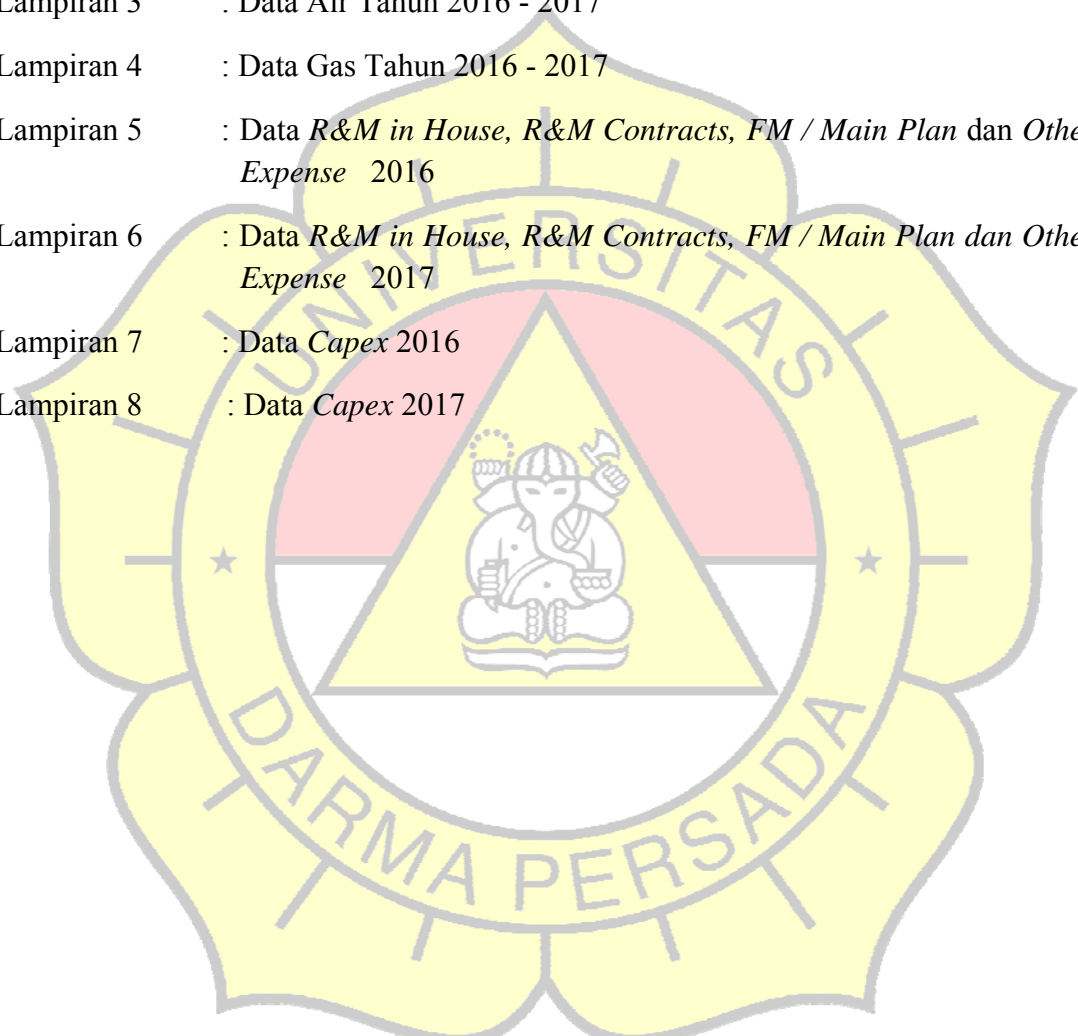 Lampiran 3 : Data Air Tahun 2016 - 2017
Lampiran 4 : Data Gas Tahun 2016 - 2017
Lampiran 5 : Data R&M in House, R&M Contracts, FM / Main Plan dan Othe
Expense 2016
Lampiran 6 : Data R&M in House, R&M Contracts, FM / Main Plan dan Othe
Expense 2017
Lampiran 7 : Data Capex 2016
Lampiran 8 : Data Capex 2017
UNIVERSITAS
DARMA PERSADA